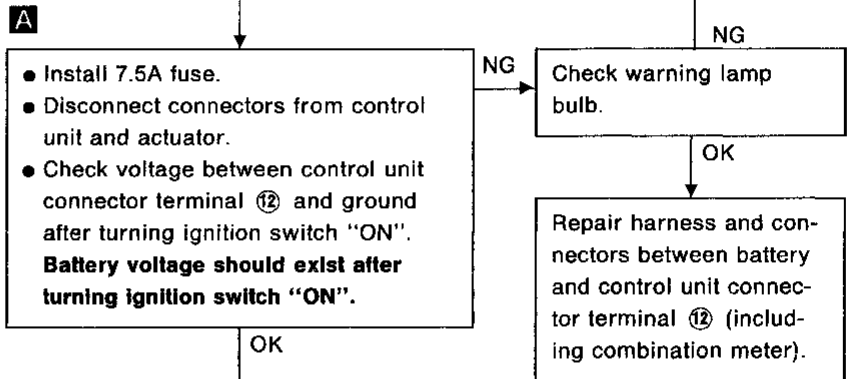 A
● Install 7.5A fuse.
● Disconnect connectors from control
unit and actuator.
● Check voltage between control unit
connector terminal ⑫ and ground
after turning ignition switch “ON”.
Battery voltage should exist after
turning ignition switch “ON”.
OK
NG
NG
Check warning lamp
bulb.
OK
Repair harness and con-
nectors between battery
and control unit connec-
tor terminal ⑫ (includ-
ing combination meter).